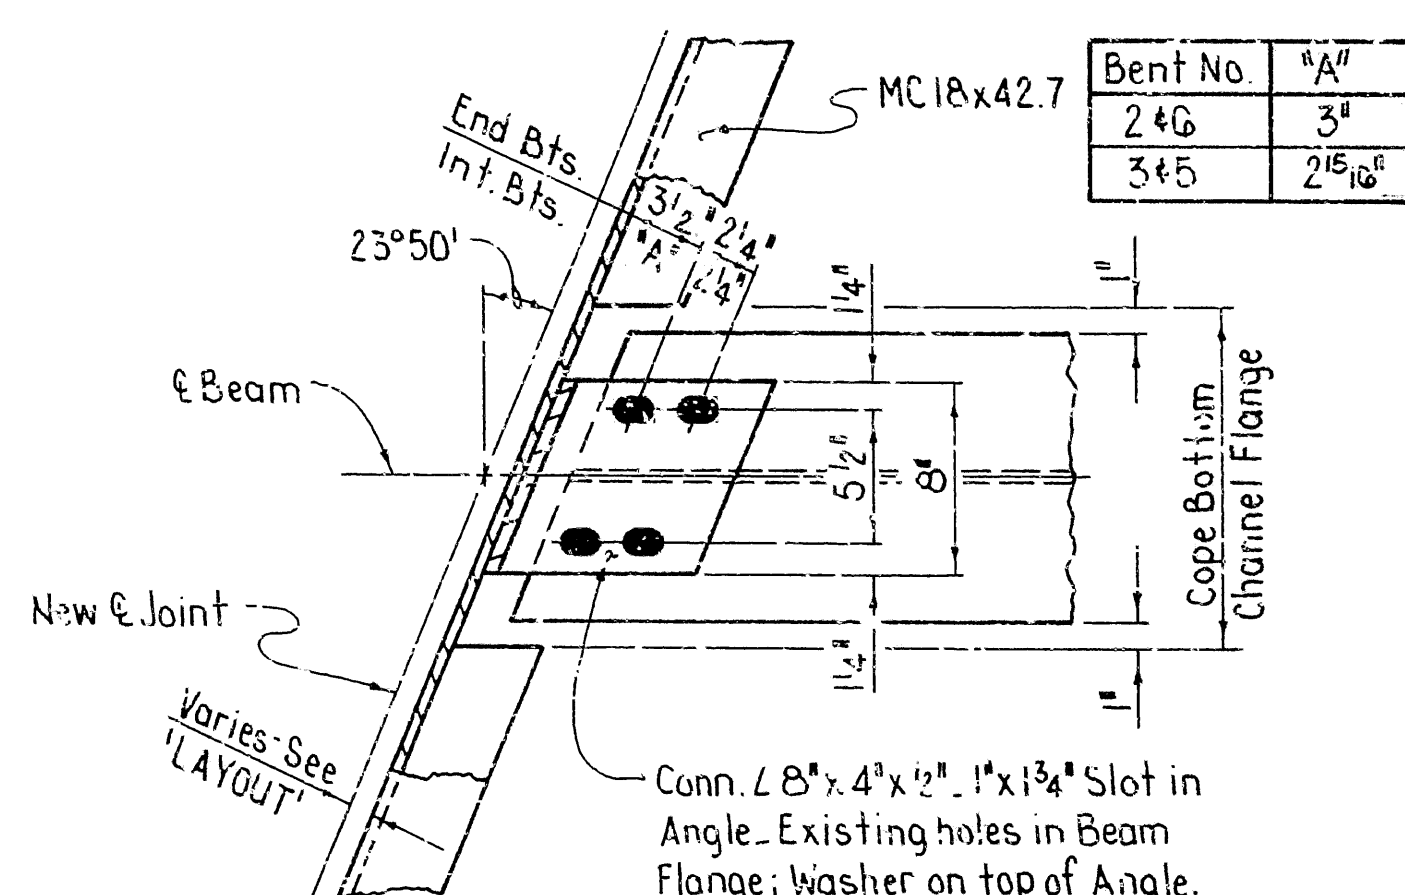 MC18x42.7
Bent No. "A"
2 & 6 3"
3 & 5 2 15/16"
End Bts.
Int. Bts.
3 1/2" 2 1/4"
"A" 2 1/4"
23°50'
1 1/4"
1"
℄ Beam
5 1/2"
8"
Cope Bottom
Channel Flange
New ℄ Joint
1 1/4"
1"
Varies-See
'LAYOUT'
Conn. ∠ 8" x 4" x 1/2" - 1" x 1 3/4" Slot in
Angle - Existing holes in Beam
Flange; Washer on top of Angle.